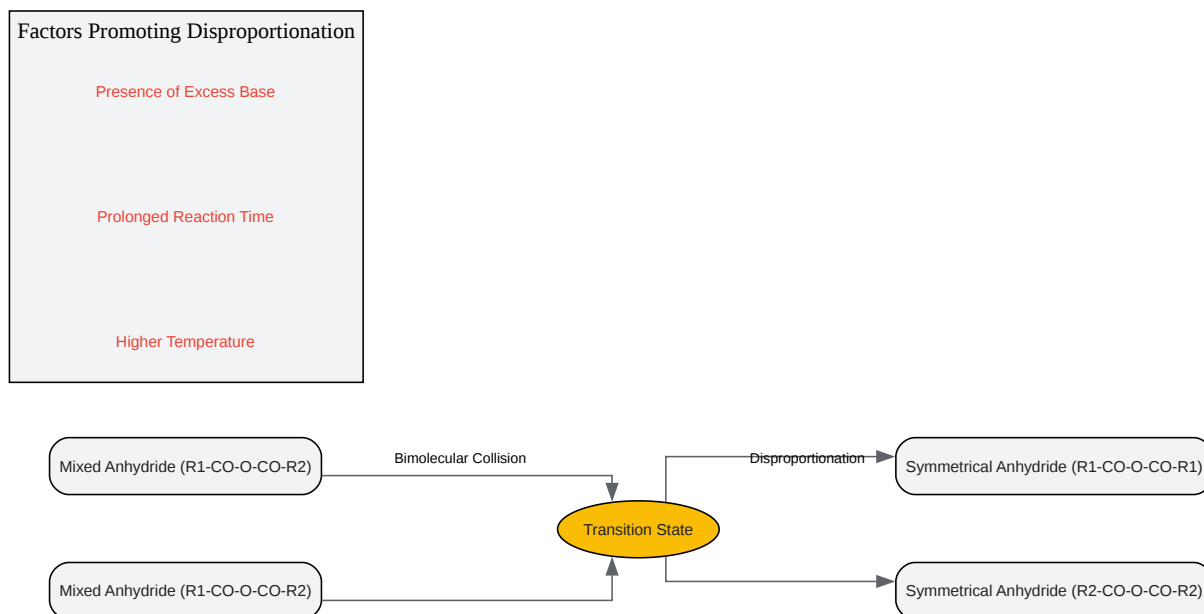 Factors Promoting Disproportionation
Presence of Excess Base
Prolonged Reaction Time
Higher Temperature
Mixed Anhydride (R1-CO-O-CO-R2)
Bimolecular Collision
Disproportionation
Symmetrical Anhydride (R1-CO-O-CO-R1)
Transition State
Mixed Anhydride (R1-CO-O-CO-R2)
Symmetrical Anhydride (R2-CO-O-CO-R2)